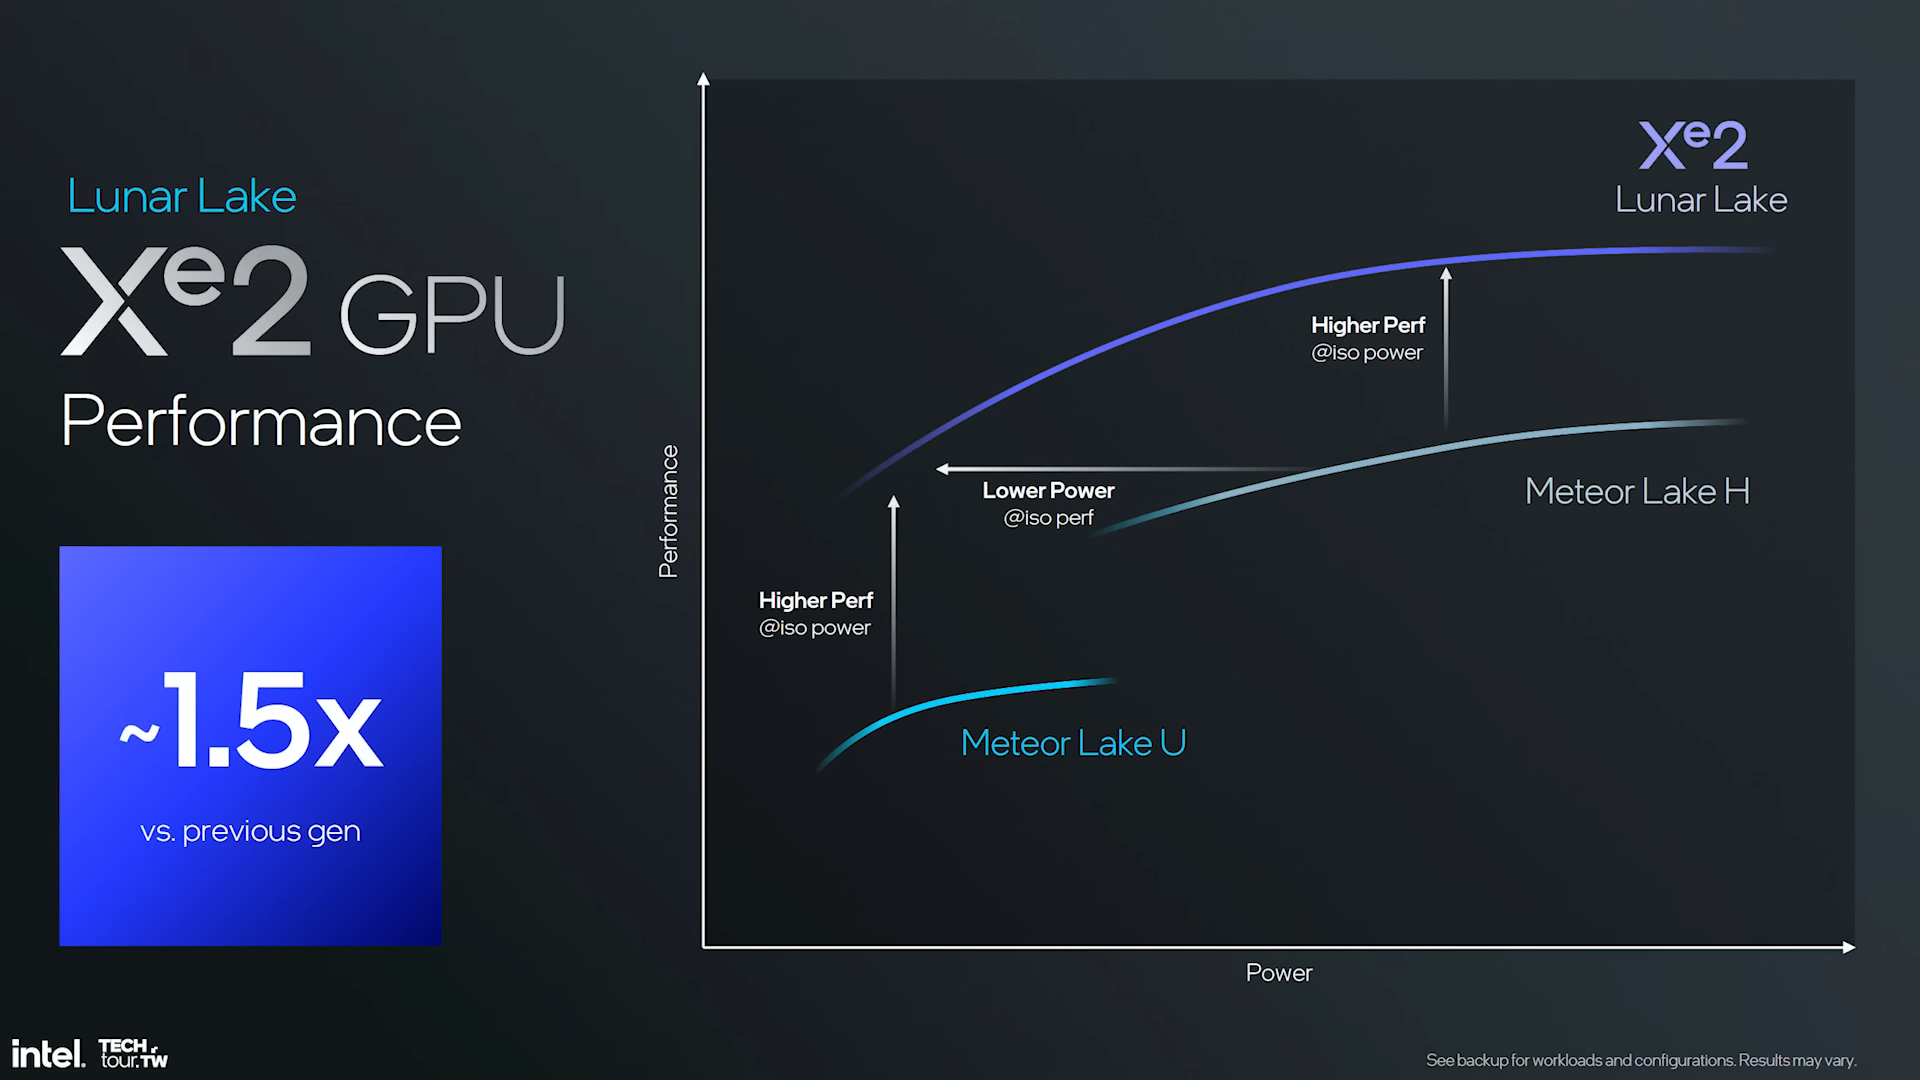 Lunar Lake
Xe2 GPU
Performance
~1.5x
vs. previous gen
Performance
Power
Xe2
Lunar Lake
Higher Perf
@iso power
Lower Power
@iso perf
Meteor Lake H
Higher Perf
@iso power
Meteor Lake U
intel. TECH
tour.TW
See backup for workloads and configurations. Results may vary.